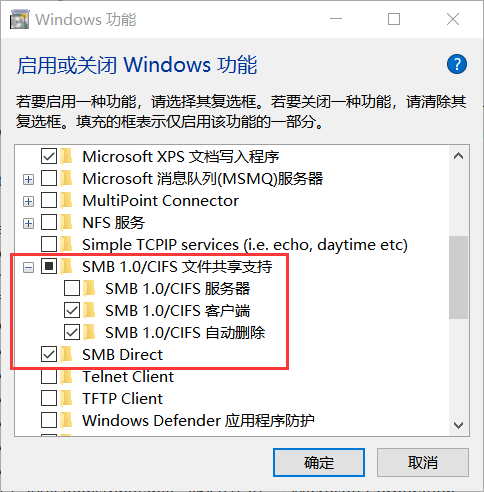 Windows 功能
启用或关闭 Windows 功能
?
若要启用一种功能，请选择其复选框。若要关闭一种功能，请清除其
复选框。填充的框表示仅启用该功能的一部分。
Microsoft XPS 文档写入程序
Microsoft 消息队列(MSMQ)服务器
MultiPoint Connector
NFS 服务
Simple TCPIP services (i.e. echo, daytime etc)
SMB 1.0/CIFS 文件共享支持
SMB 1.0/CIFS 服务器
SMB 1.0/CIFS 客户端
SMB 1.0/CIFS 自动删除
SMB Direct
Telnet Client
TFTP Client
Windows Defender 应用程序防护
确定
取消